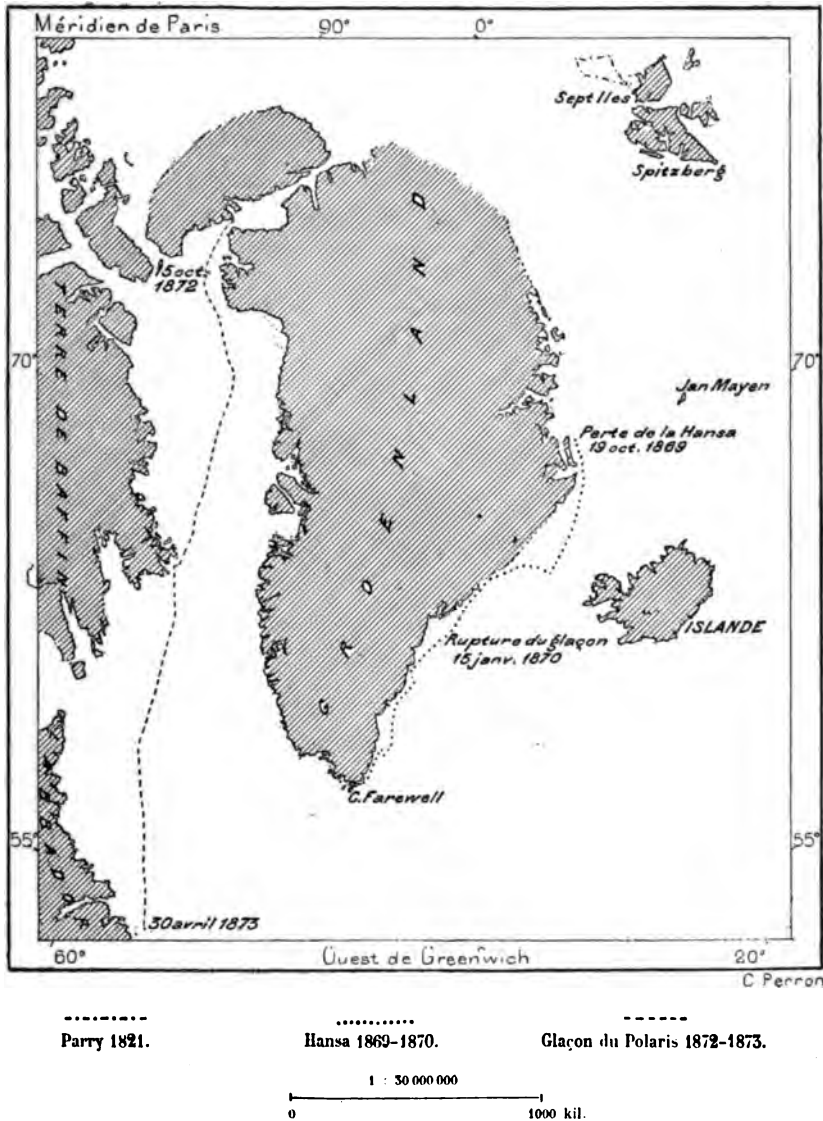 Méridien de Paris 90° 0°
Sept Iles
Spitzberg
15 oct.
1872
GROENLAND
TERRE DE BAFFIN
70° 70°
Jan Mayen
Perte de la Hansa
19 oct. 1869
ISLANDE
Rupture du glaçon
15 janv. 1870
C. Farewell
55° 55°
30 avril 1873
60° Ouest de Greenwich 20°
C. Perron
Parry 1821. Hansa 1869-1870. Glaçon du Polaris 1872-1873.
1 : 30 000 000
0 1000 kil.